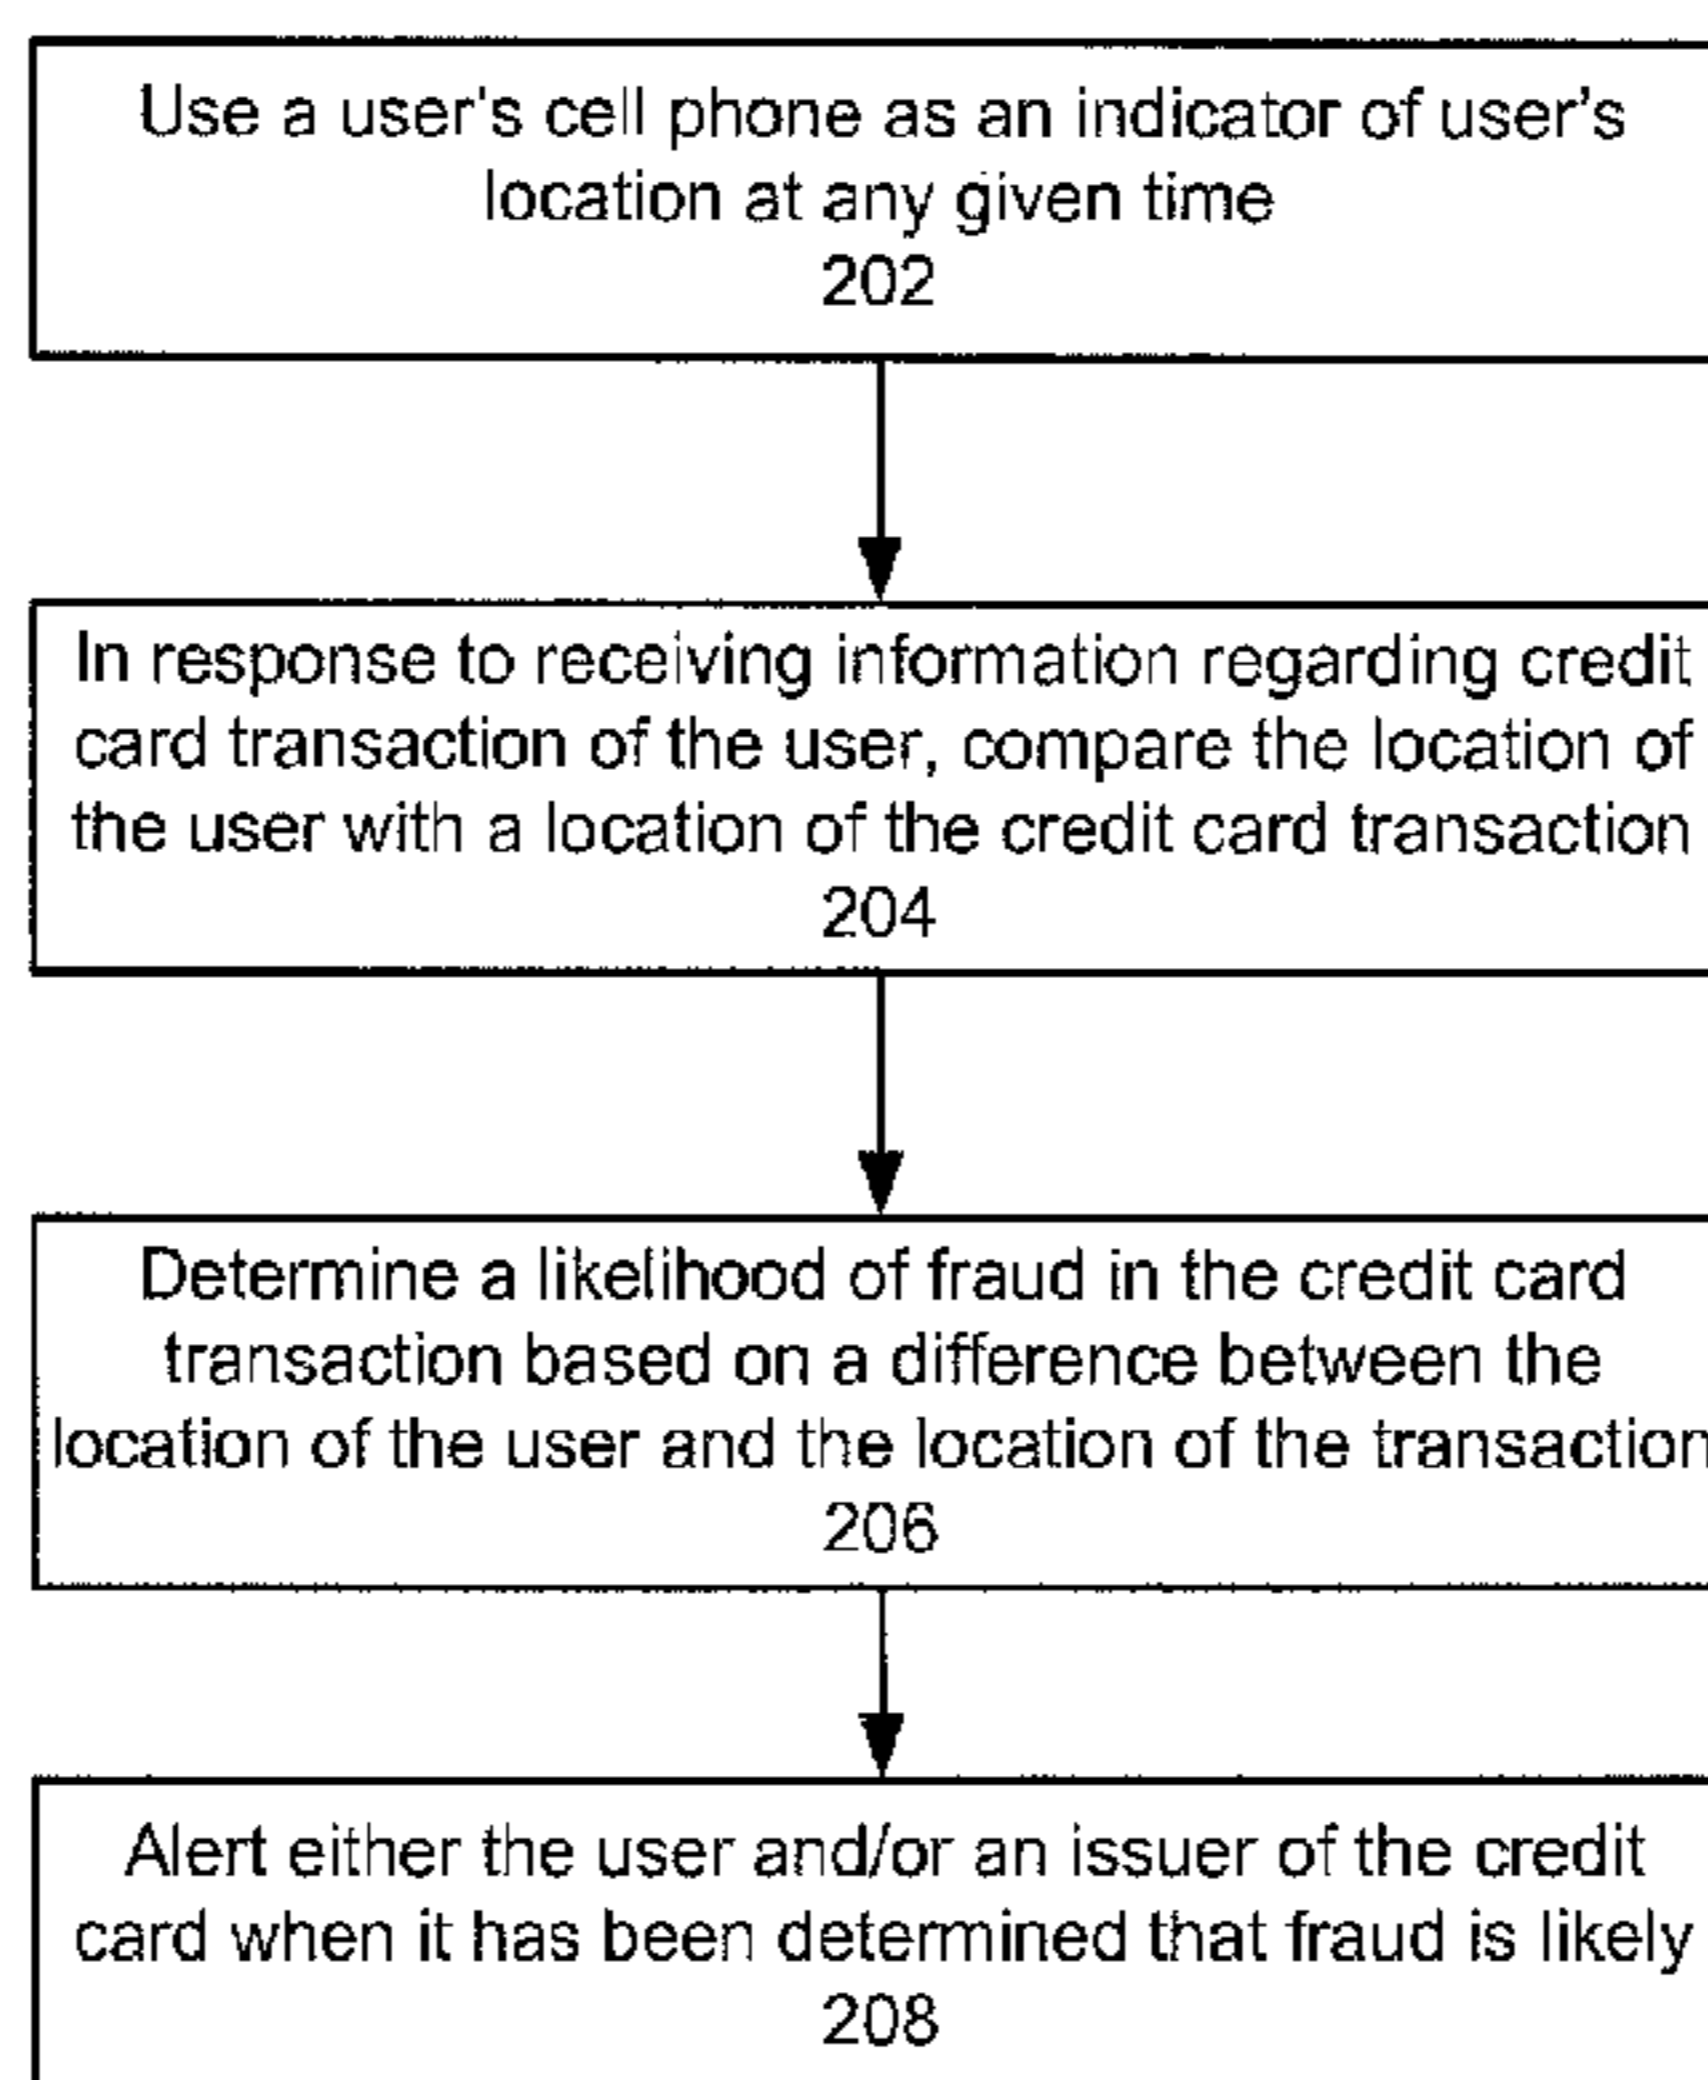 Use a user's cell phone as an indicator of user's
location at any given time
202
In response to receiving information regarding credit
card transaction of the user, compare the location of
the user with a location of the credit card transaction
204
Determine a likelihood of fraud in the credit card
transaction based on a difference between the
location of the user and the location of the transaction
206
Alert either the user and/or an issuer of the credit
card when it has been determined that fraud is likely
208